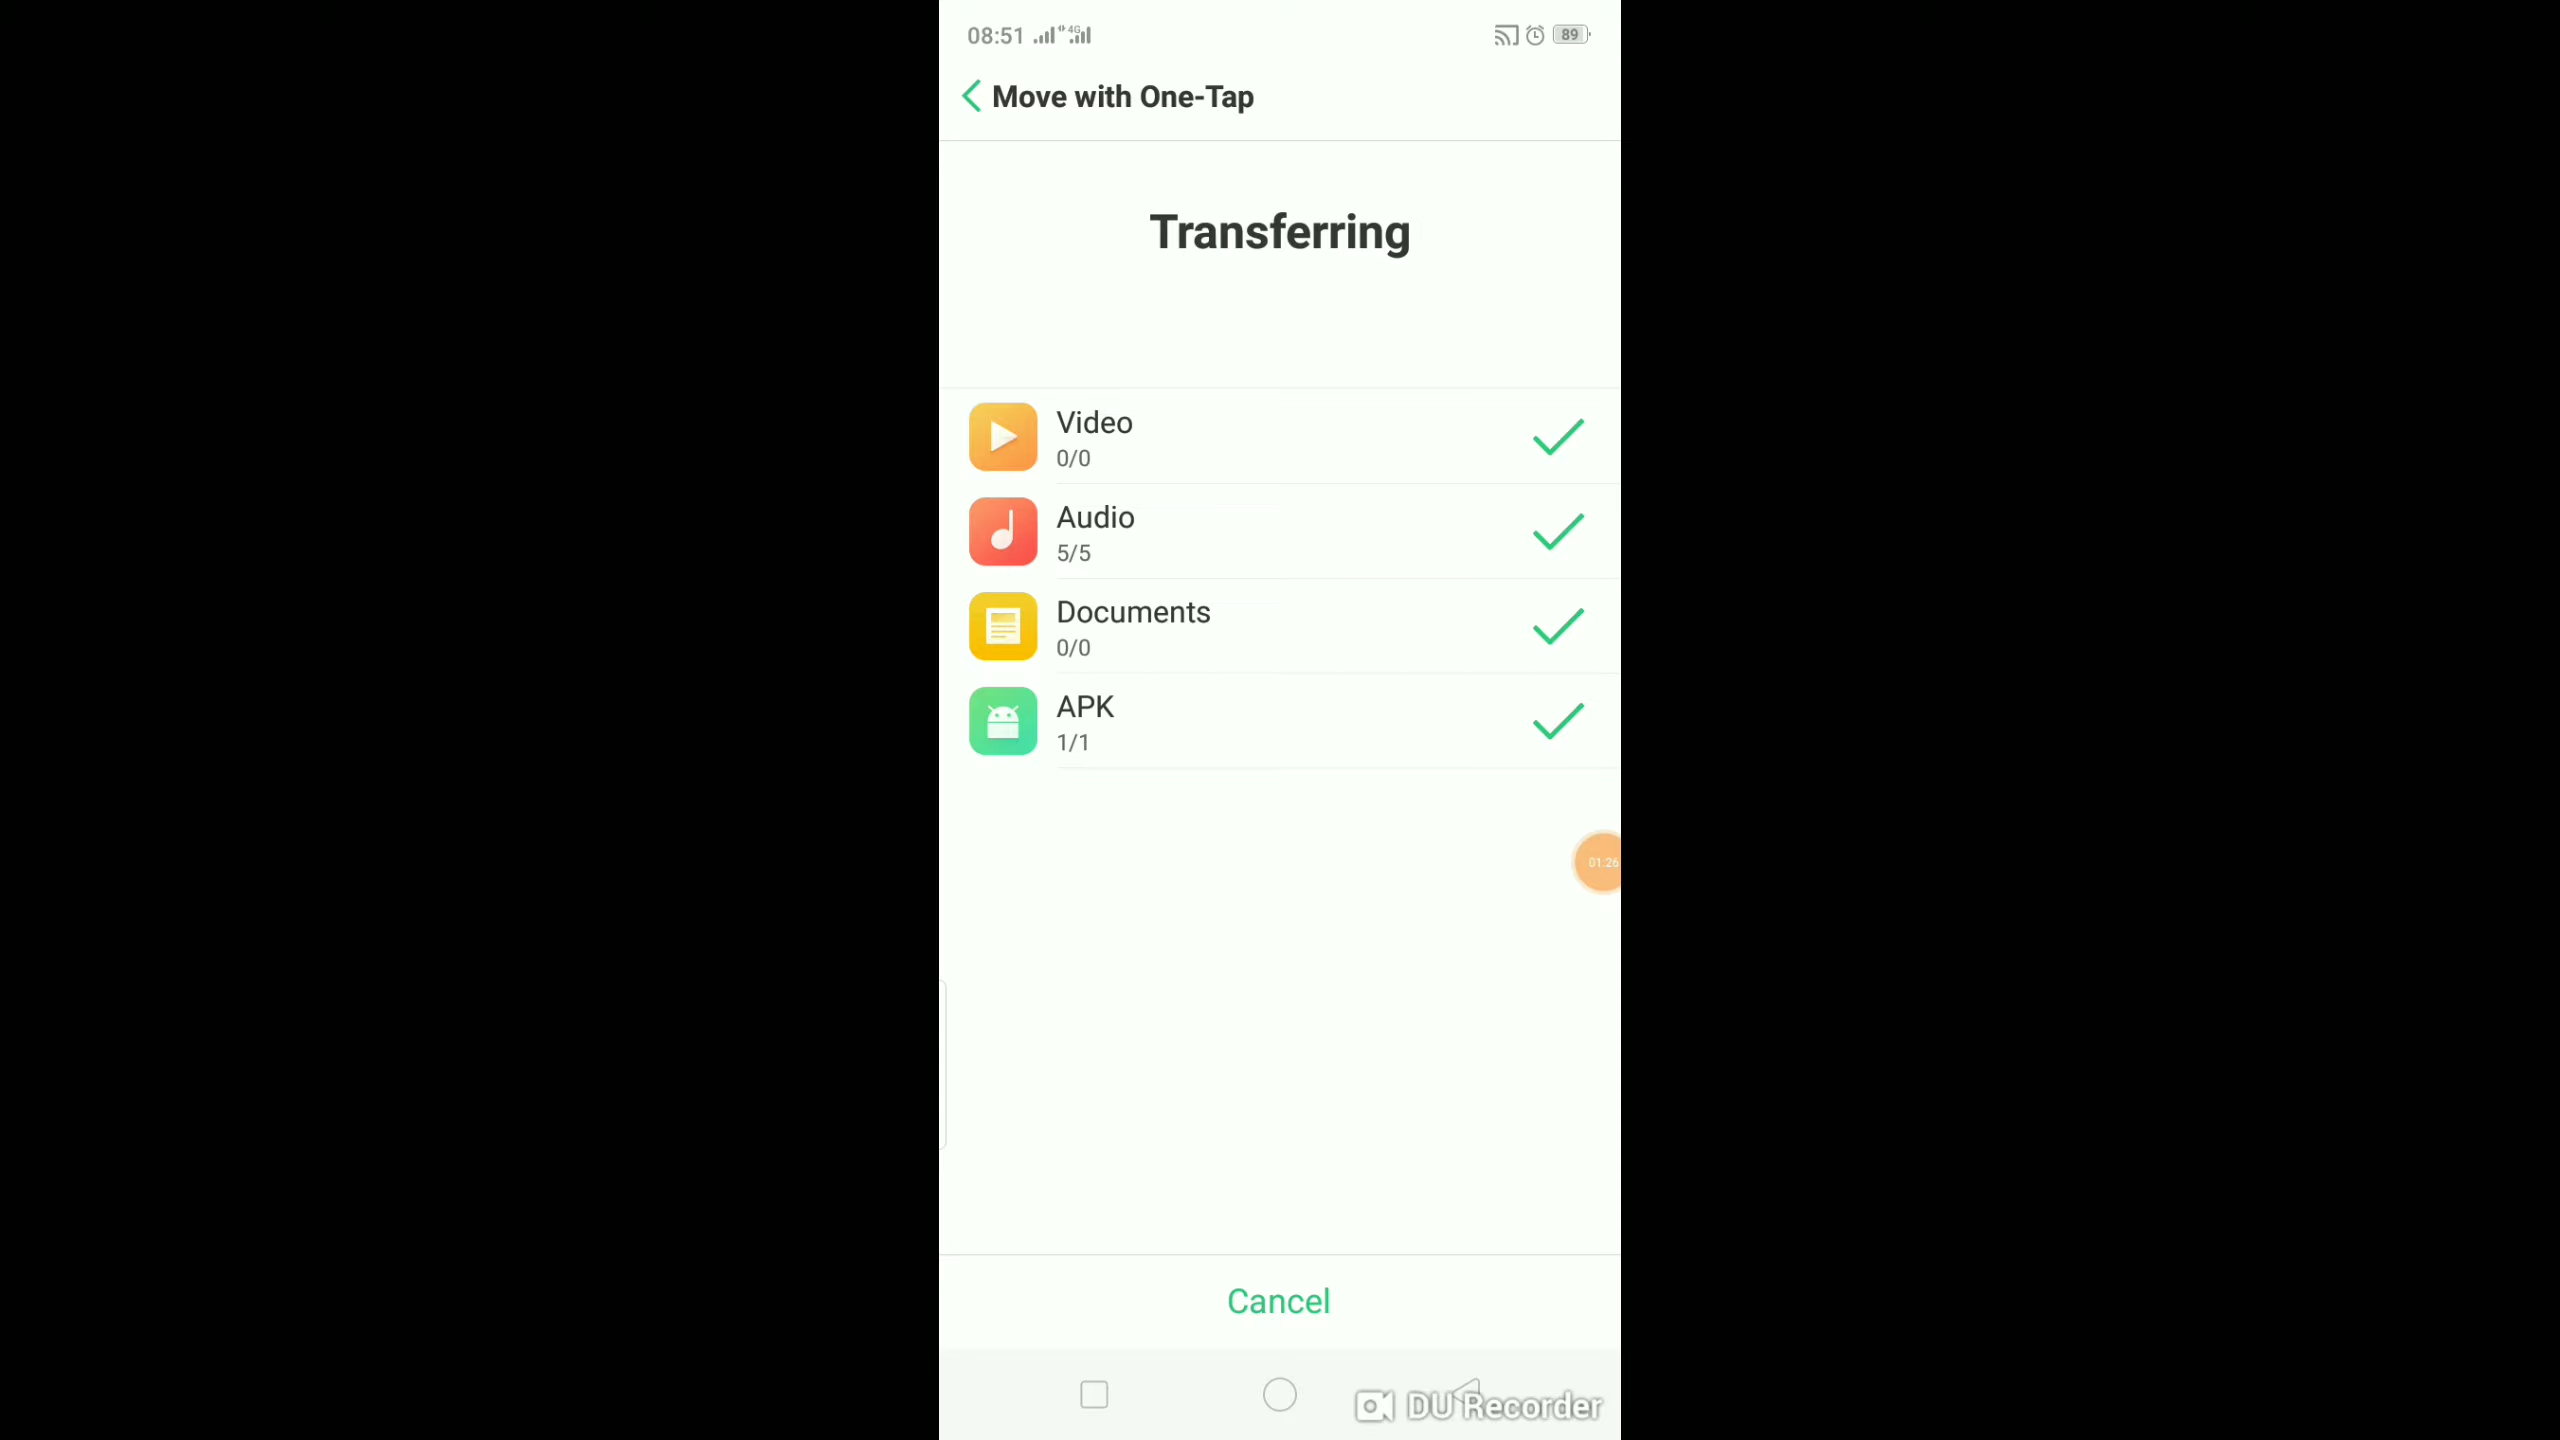 08:51 4G 89
Move with One-Tap
Transferring
Video
0/0
Audio
5/5
Documents
0/0
APK
1/1
01:26
Cancel
DU Recorder